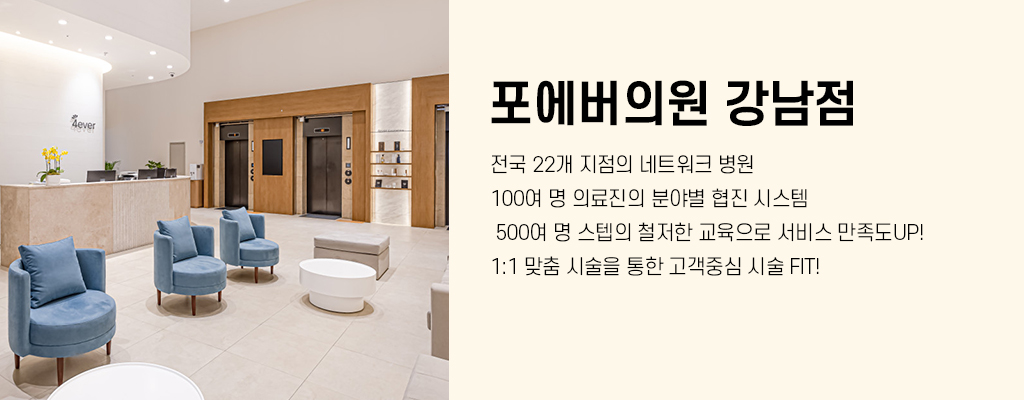 4ever
포에버의원 강남점
전국 22개 지점의 네트워크 병원
100여 명 의료진의 분야별 협진 시스템
500여 명 스텝의 철저한 교육으로 서비스 만족도UP!
1:1 맞춤 시술을 통한 고객중심 시술 FIT!